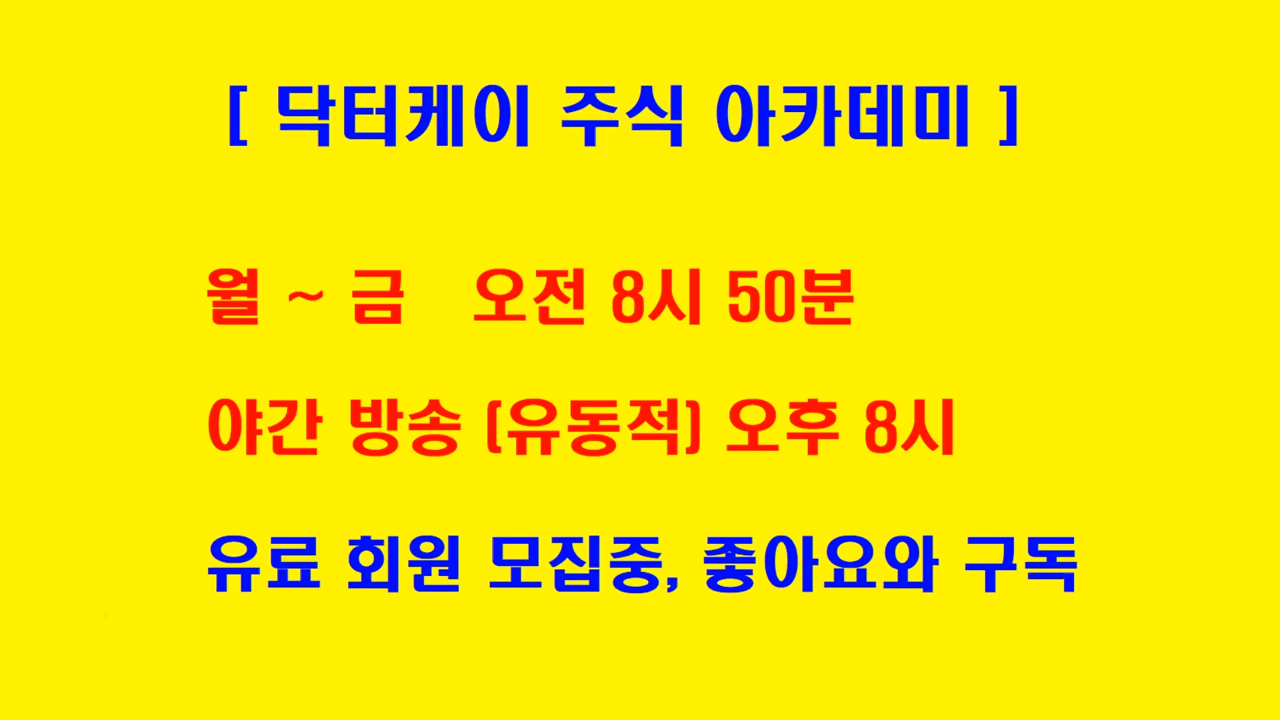 [ 닥터케이 주식 아카데미 ]
월 ~ 금 오전 8시 50분
야간 방송 (유동적) 오후 8시
유료 회원 모집중, 좋아요와 구독